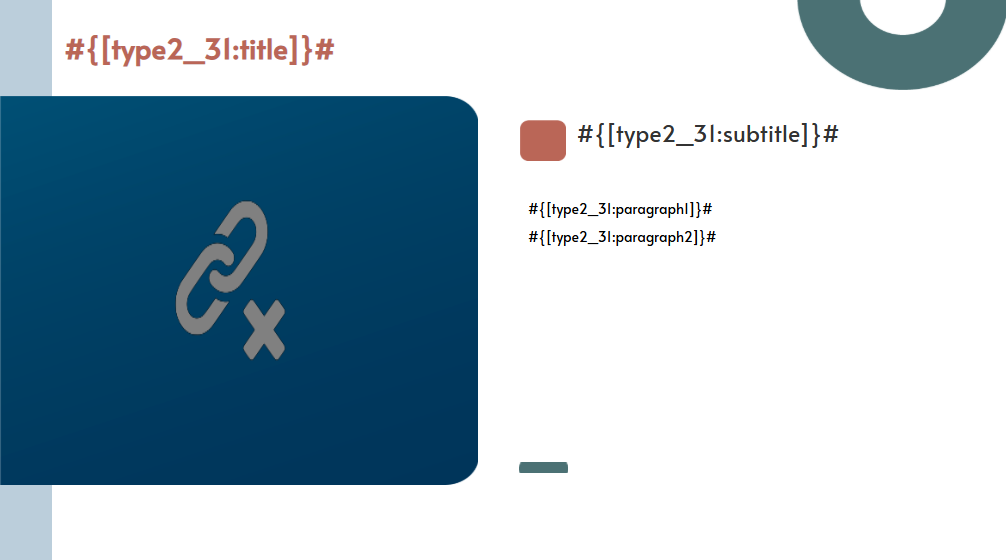 #{[type2_31:title]}#
#{[type2_31:subtitle]}#
#{[type2_31:paragraph1]}#
#{[type2_31:paragraph2]}#